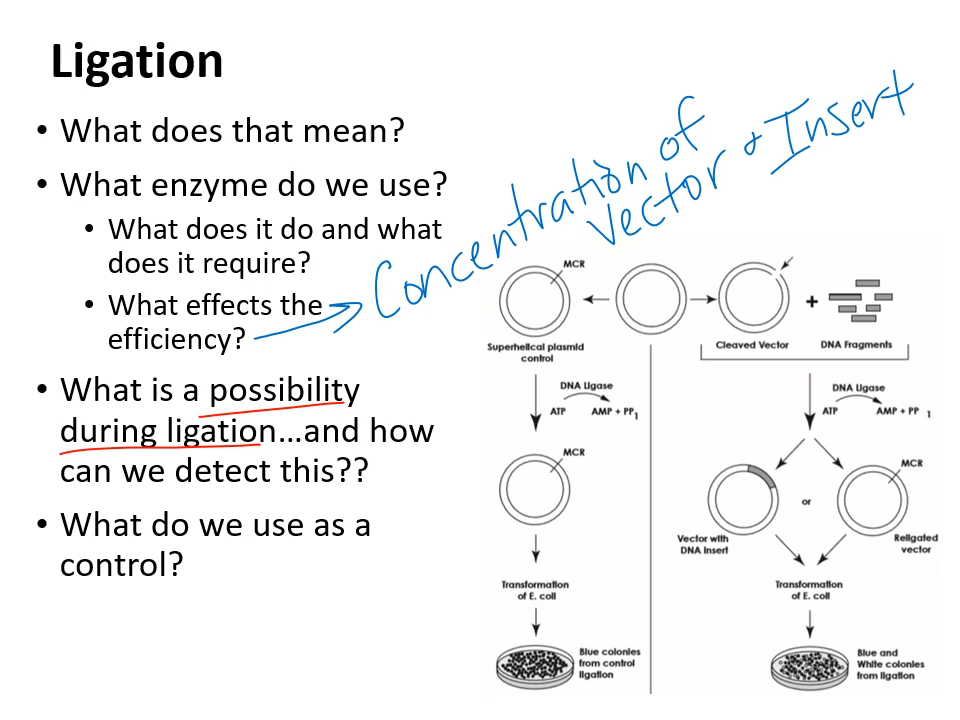 Ligation
• What does that mean?
• What enzyme do we use?
• What does it do and what
does it require?
• What effects the
efficiency?
Concentration of
Vector & Insert
• What is a possibility
during ligation...and how
can we detect this??
• What do we use as a
control?
MCR
+
Superhelical plasmid
control
Cleaved Vector
DNA Fragments
DNA Ligase
ATP
AMP + PP1
DNA Ligase
ATP
AMP + PP 1
MCR
MCR
or
Vector with
DNA Insert
Religated
vector
Transformation
of E. coli
Transformation
of E. coli
Blue colonies
from control
ligation
Blue and
White colonies
from ligation